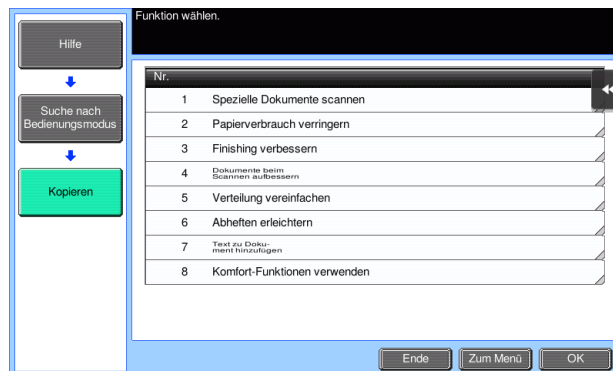 Funktion wählen.
Hilfe
Suche nach
Bedienungsmodus
Kopieren
Nr.
1 Spezielle Dokumente scannen
2 Papierverbrauch verringern
3 Finishing verbessern
4 Dokumente beim
Scannen aufbessern
5 Verteilung vereinfachen
6 Abheften erleichtern
7 Text zu Doku-
ment hinzufügen
8 Komfort-Funktionen verwenden
Ende
Zum Menü
OK